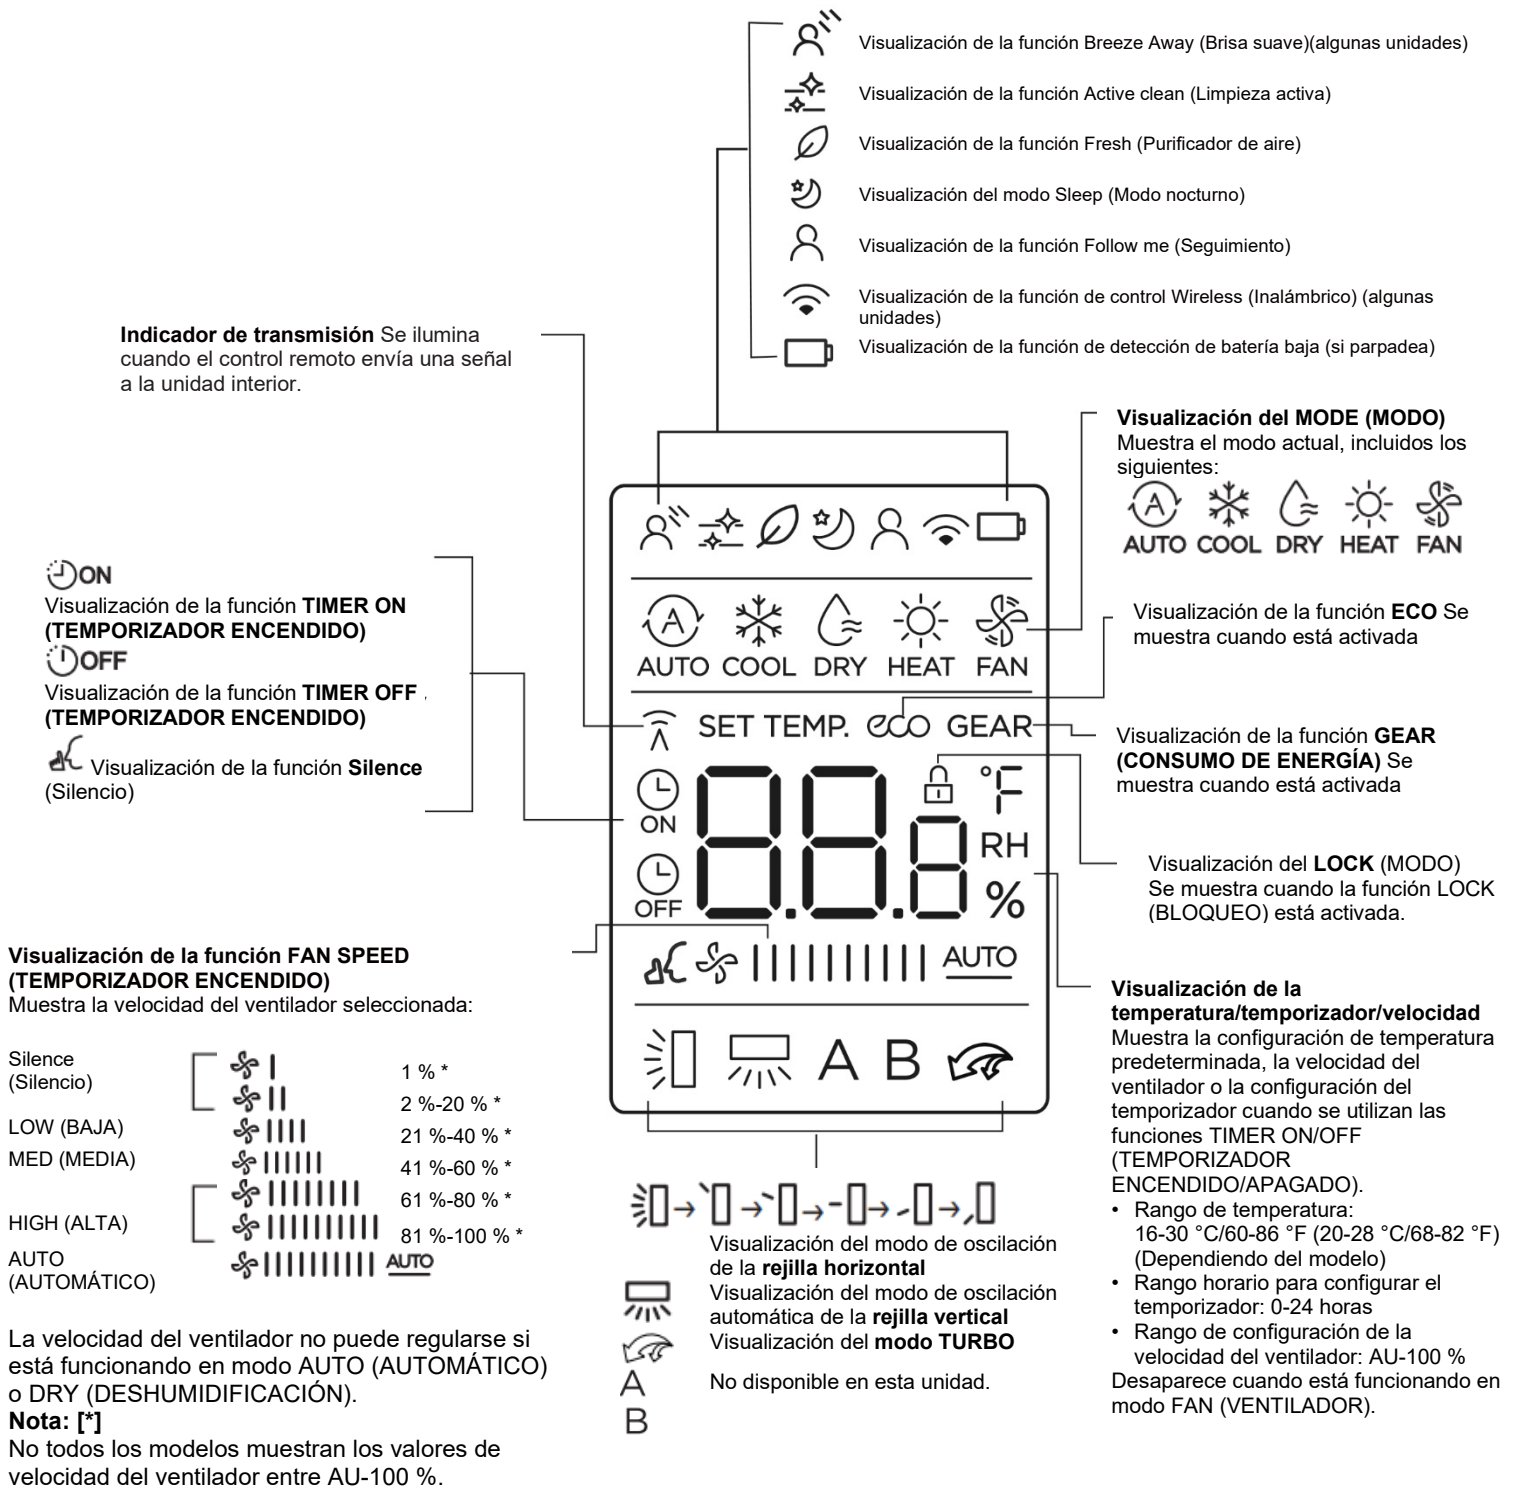 Visualización de la función Breeze Away (Brisa suave)(algunas unidades)
Visualización de la función Active clean (Limpieza activa)
Visualización de la función Fresh (Purificador de aire)
Visualización del modo Sleep (Modo nocturno)
Visualización de la función Follow me (Seguimiento)
Visualización de la función de control Wireless (Inalámbrico) (algunas
unidades)
Visualización de la función de detección de batería baja (si parpadea)
Indicador de transmisión Se ilumina
cuando el control remoto envía una señal
a la unidad interior.
ON
Visualización de la función TIMER ON
(TEMPORIZADOR ENCENDIDO)
OFF
Visualización de la función TIMER OFF
(TEMPORIZADOR ENCENDIDO)
Visualización de la función Silence
(Silencio)
Visualización de la función FAN SPEED
(TEMPORIZADOR ENCENDIDO)
Muestra la velocidad del ventilador seleccionada:
Silence
(Silencio)
1 % *
2 %-20 % *
LOW (BAJA)
21 %-40 % *
MED (MEDIA)
41 %-60 % *
61 %-80 % *
HIGH (ALTA)
81 %-100 % *
AUTO
(AUTOMÁTICO)
AUTO
La velocidad del ventilador no puede regularse si
está funcionando en modo AUTO (AUTOMÁTICO)
o DRY (DESHUMIDIFICACIÓN).
Nota: [*]
No todos los modelos muestran los valores de
velocidad del ventilador entre AU-100 %.
A
AUTO COOL DRY HEAT FAN
SET TEMP. eco GEAR
ON
OFF
88.8.
°F
RH
%
AUTO
A B
Visualización del modo de oscilación
de la rejilla horizontal
Visualización del modo de oscilación
automática de la rejilla vertical
Visualización del modo TURBO
A
No disponible en esta unidad.
B
Visualización del MODE (MODO)
Muestra el modo actual, incluidos los
siguientes:
A
AUTO COOL DRY HEAT FAN
Visualización de la función ECO Se
muestra cuando está activada
Visualización de la función GEAR
(CONSUMO DE ENERGÍA) Se
muestra cuando está activada
Visualización del LOCK (MODO)
Se muestra cuando la función LOCK
(BLOQUEO) está activada.
Visualización de la
temperatura/temporizador/velocidad
Muestra la configuración de temperatura
predeterminada, la velocidad del
ventilador o la configuración del
temporizador cuando se utilizan las
funciones TIMER ON/OFF
(TEMPORIZADOR
ENCENDIDO/APAGADO).
• Rango de temperatura:
16-30 °C/60-86 °F (20-28 °C/68-82 °F)
(Dependiendo del modelo)
• Rango horario para configurar el
temporizador: 0-24 horas
• Rango de configuración de la
velocidad del ventilador: AU-100 %
Desaparece cuando está funcionando en
modo FAN (VENTILADOR).